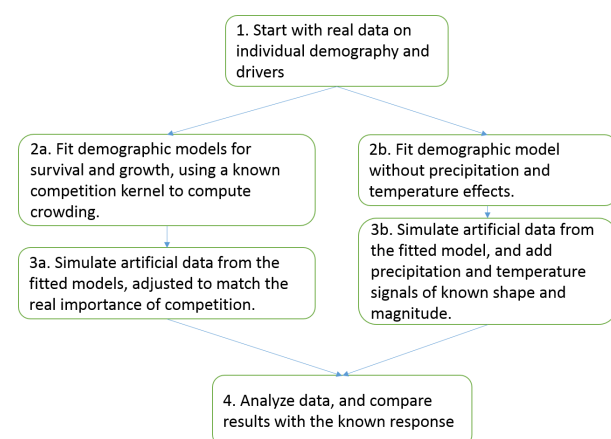 1. Start with real data on
individual demography and
drivers
2a. Fit demographic models for
survival and growth, using a
known
competition kernel to compute
crowding.
2b. Fit demographic model
without precipitation and
temperature effects.
3a. Simulate artificial data from the
fitted models, adjusted to match the
real importance of competition.
3b. Simulate artificial data from
the fitted model, and add
precipitation and temperature
signals of known shape and
magnitude.
4. Analyze data, and compare
results with the known response